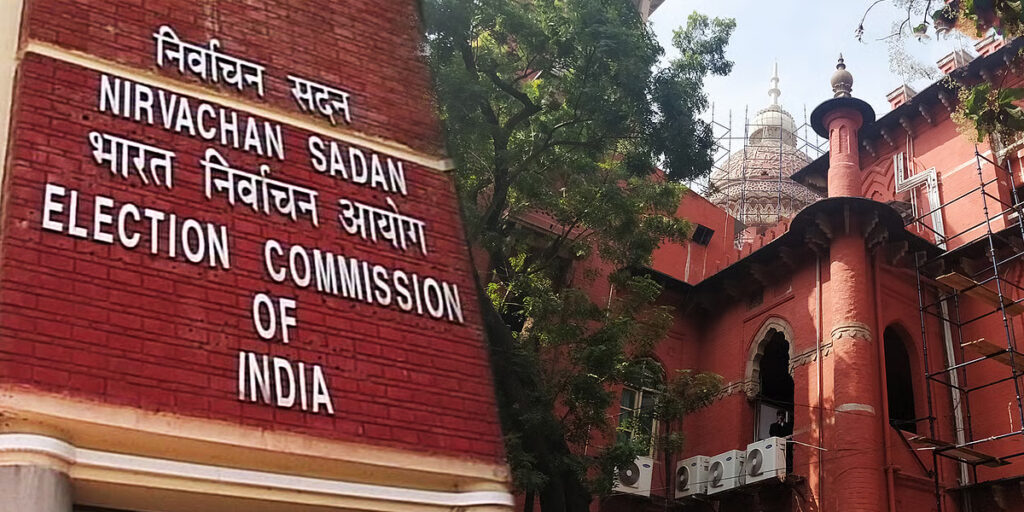 निर्वाचन सदन
NIRVACHAN SADAN
भारत निर्वाचन आयोग
ELECTION COMMISSION
OF
INDIA